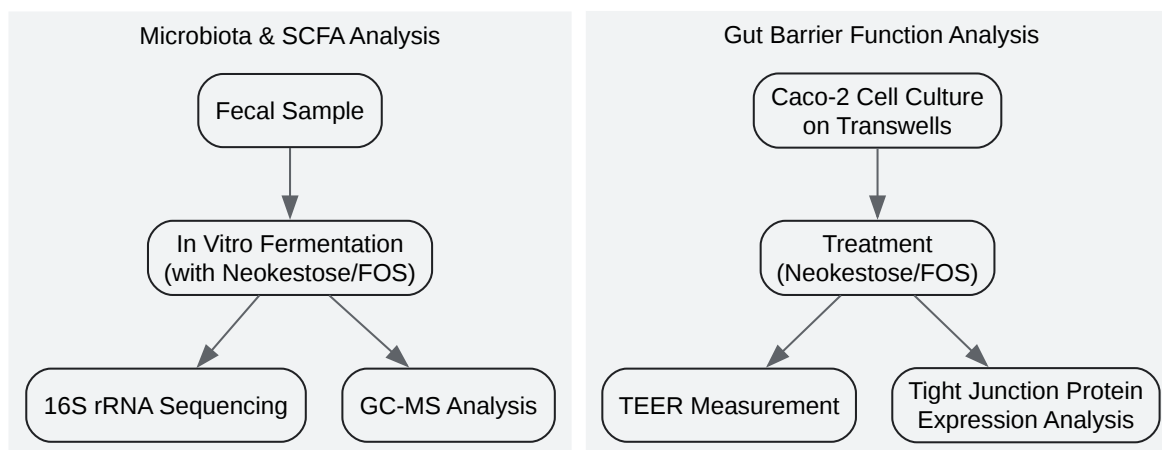 Microbiota & SCFA Analysis
Fecal Sample
In Vitro Fermentation
(with Neokestose/FOS)
16S rRNA Sequencing
GC-MS Analysis
Gut Barrier Function Analysis
Caco-2 Cell Culture
on Transwells
Treatment
(Neokestose/FOS)
TEER Measurement
Tight Junction Protein
Expression Analysis